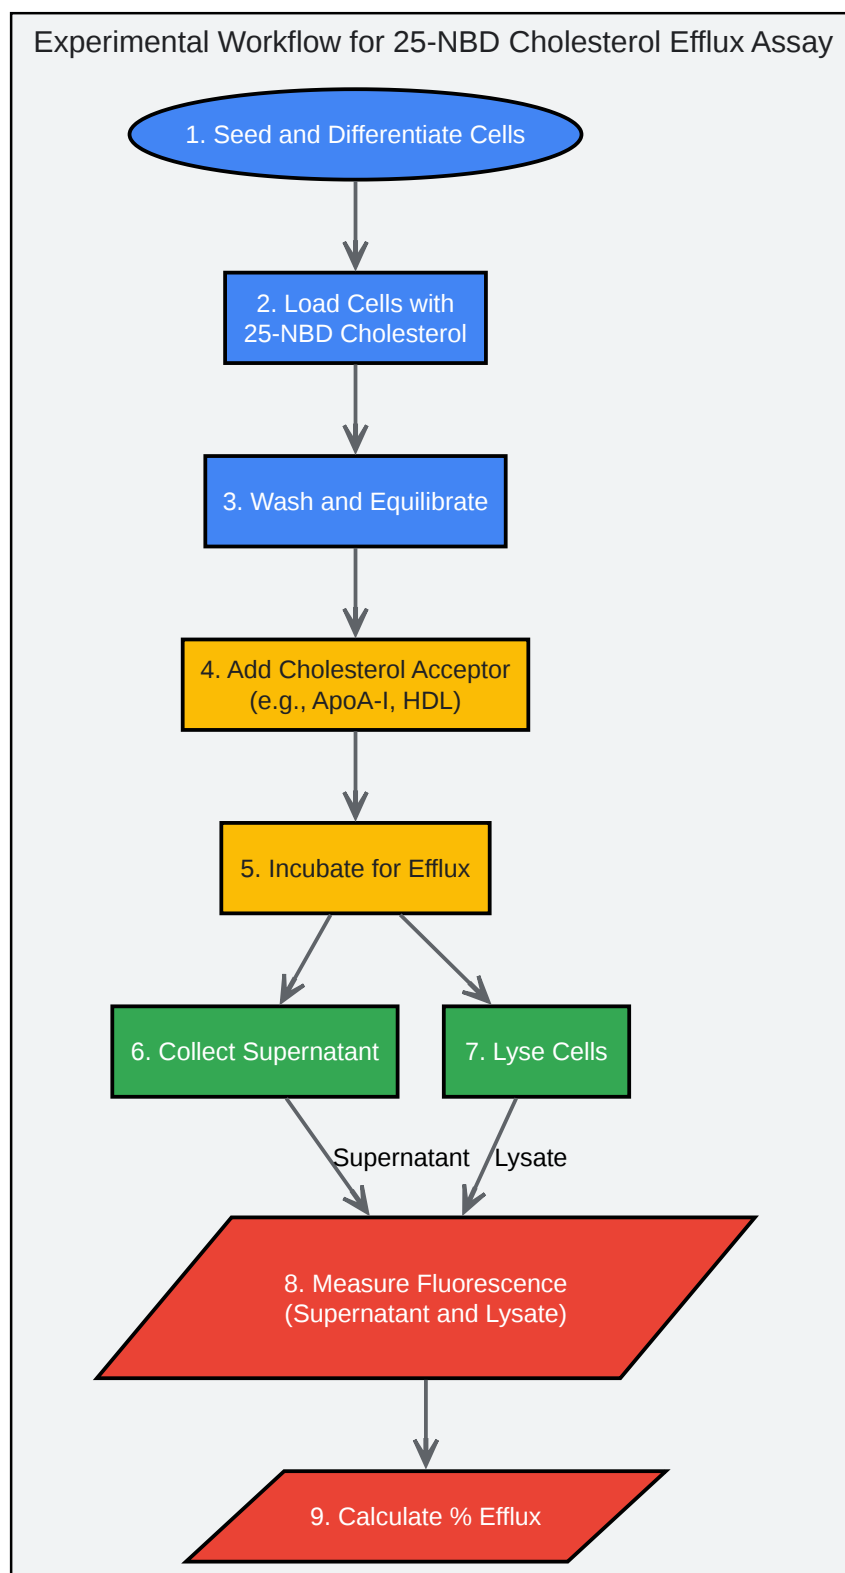 Experimental Workflow for 25-NBD Cholesterol Efflux Assay
1. Seed and Differentiate Cells
2. Load Cells with
25-NBD Cholesterol
3. Wash and Equilibrate
4. Add Cholesterol Acceptor
(e.g., ApoA-I, HDL)
5. Incubate for Efflux
6. Collect Supernatant
7. Lyse Cells
Supernatant
Lysate
8. Measure Fluorescence
(Supernatant and Lysate)
9. Calculate % Efflux